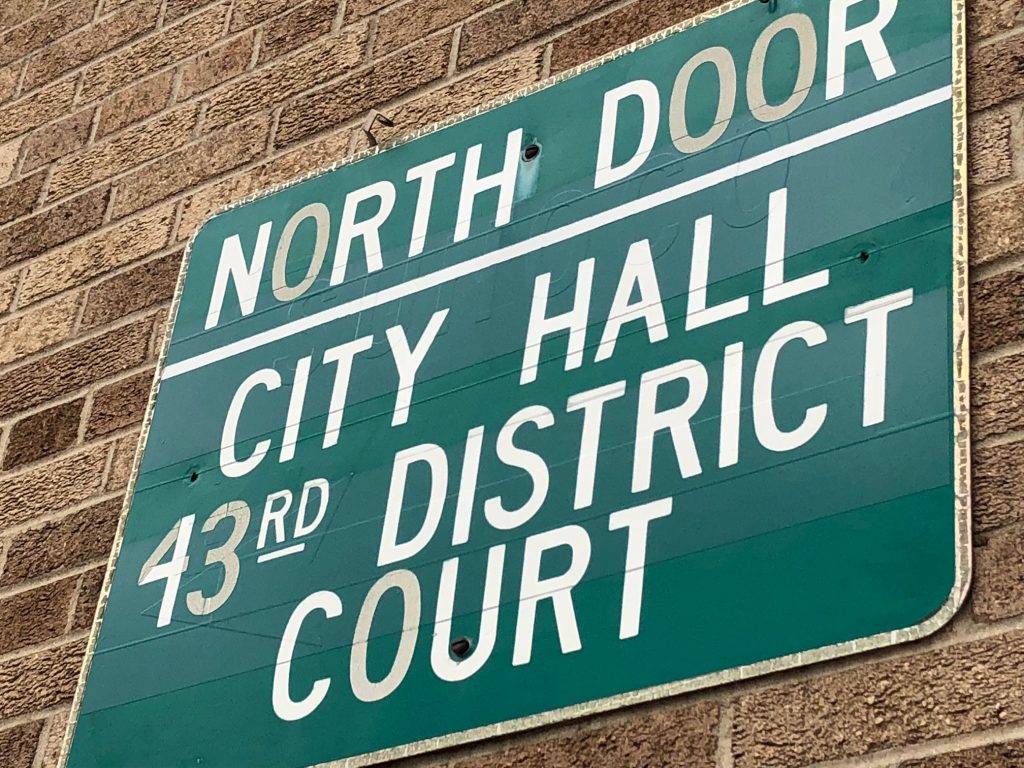 NORTH DOOR
CITY HALL
43RD DISTRICT
COURT